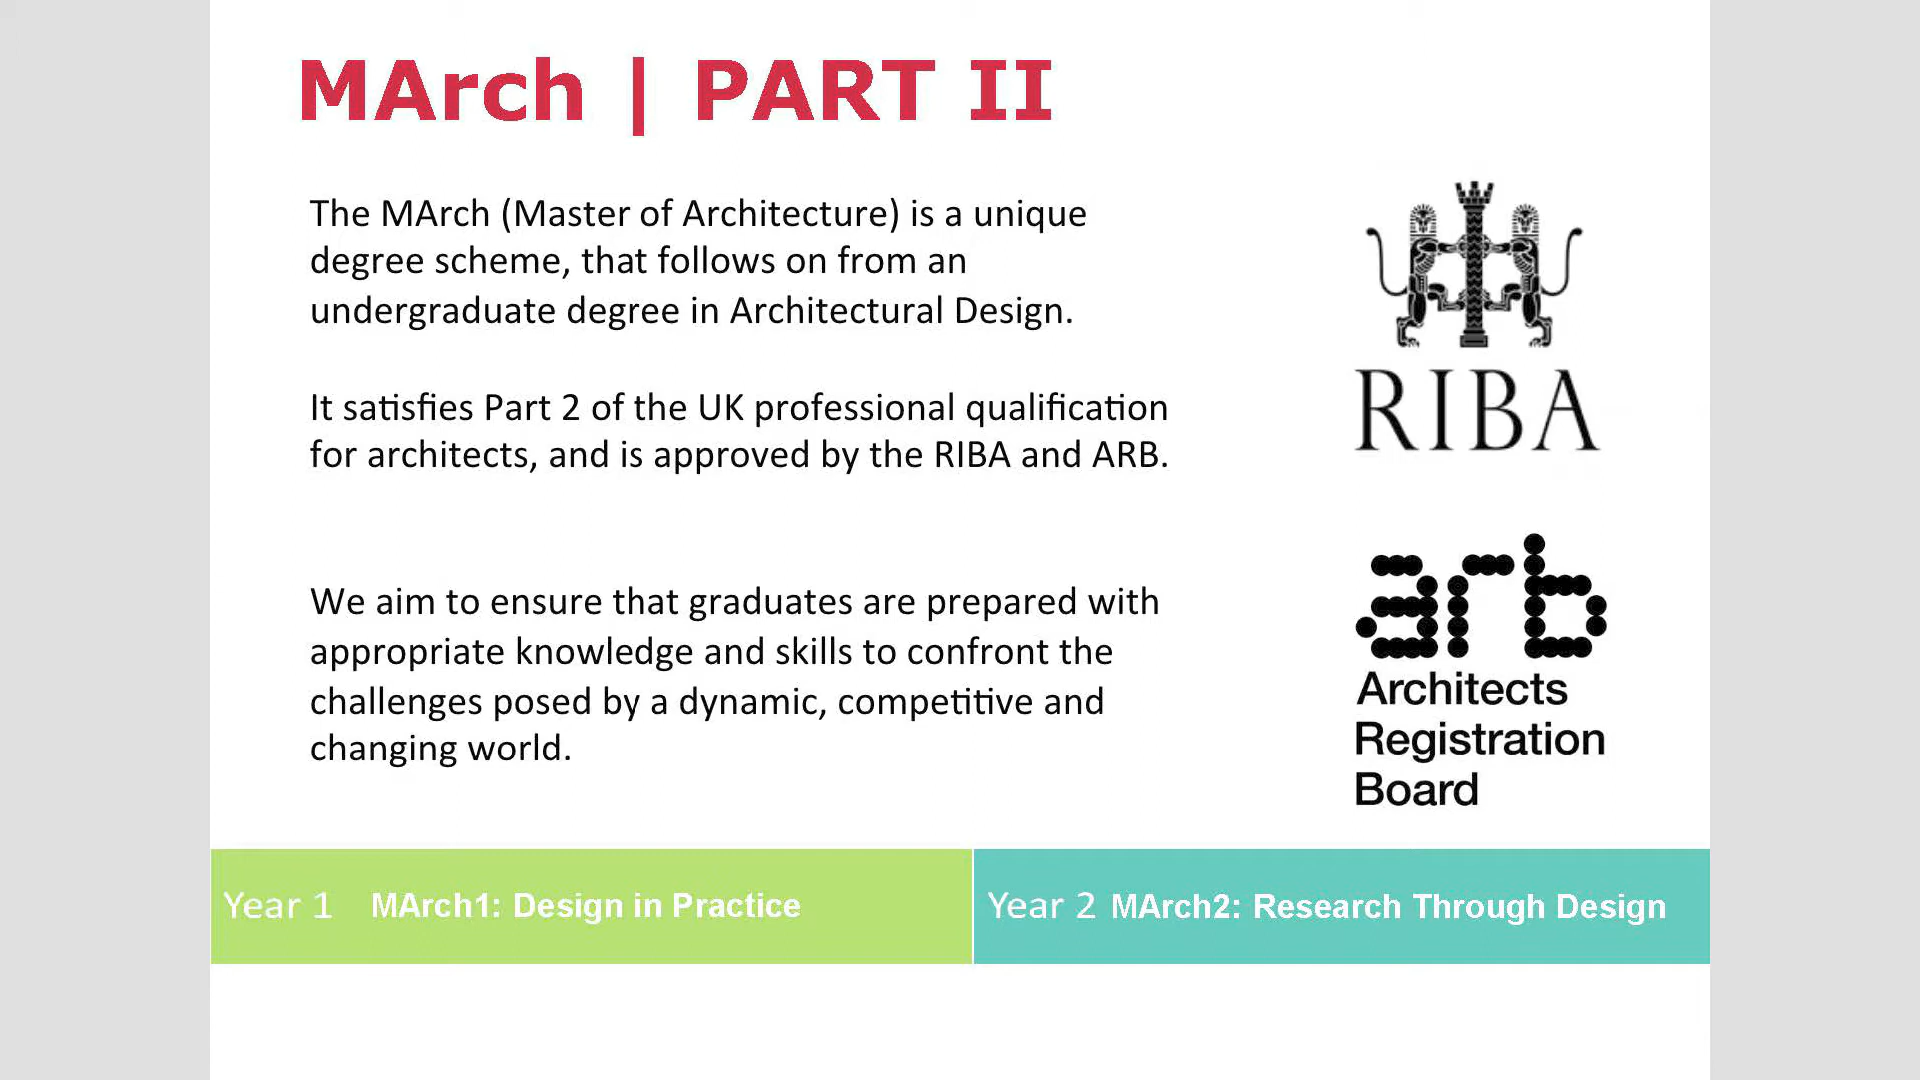 MArch | PART II
The MArch (Master of Architecture) is a unique
degree scheme, that follows on from an
undergraduate degree in Architectural Design.
It satisfies Part 2 of the UK professional qualification
for architects, and is approved by the RIBA and ARB.
We aim to ensure that graduates are prepared with
appropriate knowledge and skills to confront the
challenges posed by a dynamic, competitive and
changing world.
RIBA
arb
Architects
Registration
Board
Year 1 MArch1: Design in Practice
Year 2 MArch2: Research Through Design